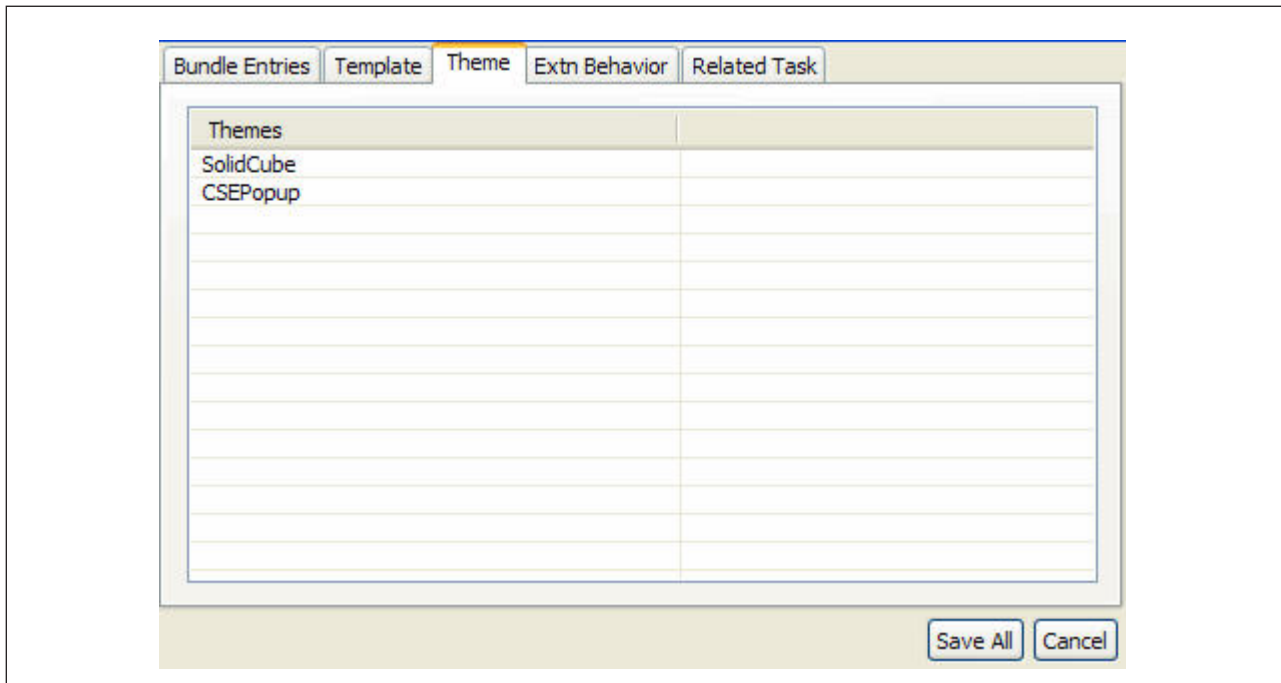 Bundle Entries Template Theme Extn Behavior Related Task
Themes
SolidCube
CSEPopup
Save All Cancel